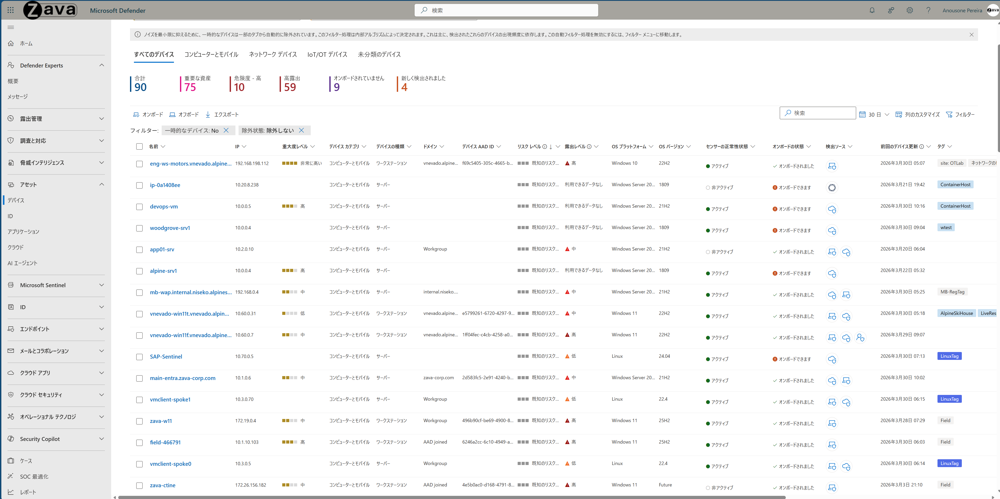 Zava
Microsoft Defender
検索
Anousone Pereira
Zava
ホーム
Defender Experts
概要
メッセージ
露出管理
調査と対応
脅威インテリジェンス
アセット
デバイス
ID
アプリケーション
クラウド
AI エージェント
Microsoft Sentinel
ID
エンドポイント
メールとコラボレーション
クラウド アプリ
クラウド セキュリティ
オペレーショナル テクノロジ
Security Copilot
ケース
SOC 最適化
レポート
ノイズを最小限に抑えるために、一時的なデバイスは一部のタブから自動的に除外されています。このフィルター処理は内部アルゴリズムによって決定されます。これは主に、検出されたこれらのデバイスの出現頻度に依存します。この自動フィルター処理を無効にするには、フィルター メニューに移動します。
すべてのデバイス コンピューターとモバイル ネットワーク デバイス IoT/OT デバイス 未分類のデバイス
合計 重要な資産 危険度 - 高 高露出 オンボードされていません 新しく検出されました
90 75 10 59 9 4
オンボード オフボード エクスポート 検索 30 日 列のカスタマイズ フィルター
フィルター: 一時的なデバイス: No 除外状態: 除外しない
名前 IP 重大度レベル デバイス カテゴリ デバイスの種類 ドメイン デバイス AAD ID リスク レベル 露出レベル OS プラットフォーム OS バージョン センサーの正常性状態 オンボードの状態 検出ソース 前回のデバイス更新 タグ
eng-ws-motors.vnevado.alpine... 192.168.198.112 非常に高い コンピューターとモバイル ワークステーション vnevado.alpine... f69c5405-305c-4665-b... 既知のリスク... 高 Windows 10 22H2 アクティブ オンボードされました 2026年3月30日 05:07 site: OTLab ネットワークの
ip-0a1408ee 10.20.8.238 コンピューターとモバイル サーバー 既知のリスク... 利用できるデータなし Windows Server 20... 1809 非アクティブ オンボードできます 2026年3月21日 19:42 ContainerHost
devops-vm 10.0.0.5 高 コンピューターとモバイル サーバー 既知のリスク... 利用できるデータなし Windows Server 20... 21H2 アクティブ オンボードできます 2026年3月30日 10:16 ContainerHost
woodgrove-srv1 10.0.0.4 コンピューターとモバイル サーバー 既知のリスク... 利用できるデータなし Windows Server 20... 1809 アクティブ オンボードできます 2026年3月30日 09:04 wtest
app01-srv 10.2.0.10 コンピューターとモバイル サーバー Workgroup 既知のリスク... 中 Windows Server 20... 21H2 非アクティブ オンボードされました 2026年3月20日 06:04
alpine-srv1 10.0.0.4 高 コンピューターとモバイル サーバー 既知のリスク... 利用できるデータなし Windows Server 20... 1809 アクティブ オンボードできます 2026年3月22日 05:32
mb-wap.internal.niseko.alpines... 192.168.0.4 中 コンピューターとモバイル サーバー internal.niseko.... 既知のリスク... 中 Windows Server 20... 21H2 アクティブ オンボードされました 2026年3月30日 05:25 MB-RegTag
vnevado-win11t.vnevado.alpin... 10.60.0.31 低 コンピューターとモバイル ワークステーション vnevado.alpine... e5799261-6720-4297-9... 既知のリスク... 中 Windows 11 22H2 アクティブ オンボードされました 2026年3月30日 05:18 AlpineSkiHouse LiveRes
vnevado-win11f.vnevado.alpine... 10.60.0.7 中 コンピューターとモバイル ワークステーション vnevado.alpine... 1ff04fec-c4cb-4258-a0... 既知のリスク... 高 Windows 11 22H2 アクティブ オンボードされました 2026年3月29日 09:07
SAP-Sentinel 10.70.0.5 コンピューターとモバイル サーバー 既知のリスク... 低 Linux 24.04 アクティブ オンボードできます 2026年3月30日 07:13 LinuxTag
main-entra.zava-corp.com 10.1.0.6 中 コンピューターとモバイル サーバー zava-corp.com 2d583fc5-2e91-4240-b... 既知のリスク... 中 Windows Server 20... 21H2 アクティブ オンボードされました 2026年3月30日 10:02
vmclient-spoke1 10.3.0.70 コンピューターとモバイル サーバー Workgroup 既知のリスク... 低 Linux 22.4 アクティブ オンボードされました 2026年3月30日 06:15 LinuxTag
zava-w11 172.19.0.4 中 コンピューターとモバイル ワークステーション Workgroup 496b90cf-be69-4900-8... 既知のリスク... 高 Windows 11 25H2 アクティブ オンボードされました 2026年3月28日 07:29 Field
field-466791 10.1.10.103 高 コンピューターとモバイル ワークステーション AAD joined 6246a2cc-6c10-4949-a... 既知のリスク... 高 Windows 11 25H2 アクティブ オンボードされました 2026年3月30日 06:03 Field
vmclient-spoke0 10.3.0.5 コンピューターとモバイル サーバー Workgroup 既知のリスク... 低 Linux 22.4 アクティブ オンボードされました 2026年3月30日 06:14 LinuxTag
zava-ctine 172.26.156.182 中 コンピューターとモバイル ワークステーション AAD joined 4e5b0ac0-d168-4791-8... 既知のリスク... 高 Windows 11 Future 非アクティブ オンボードされました 2026年3月3日 21:10 Field